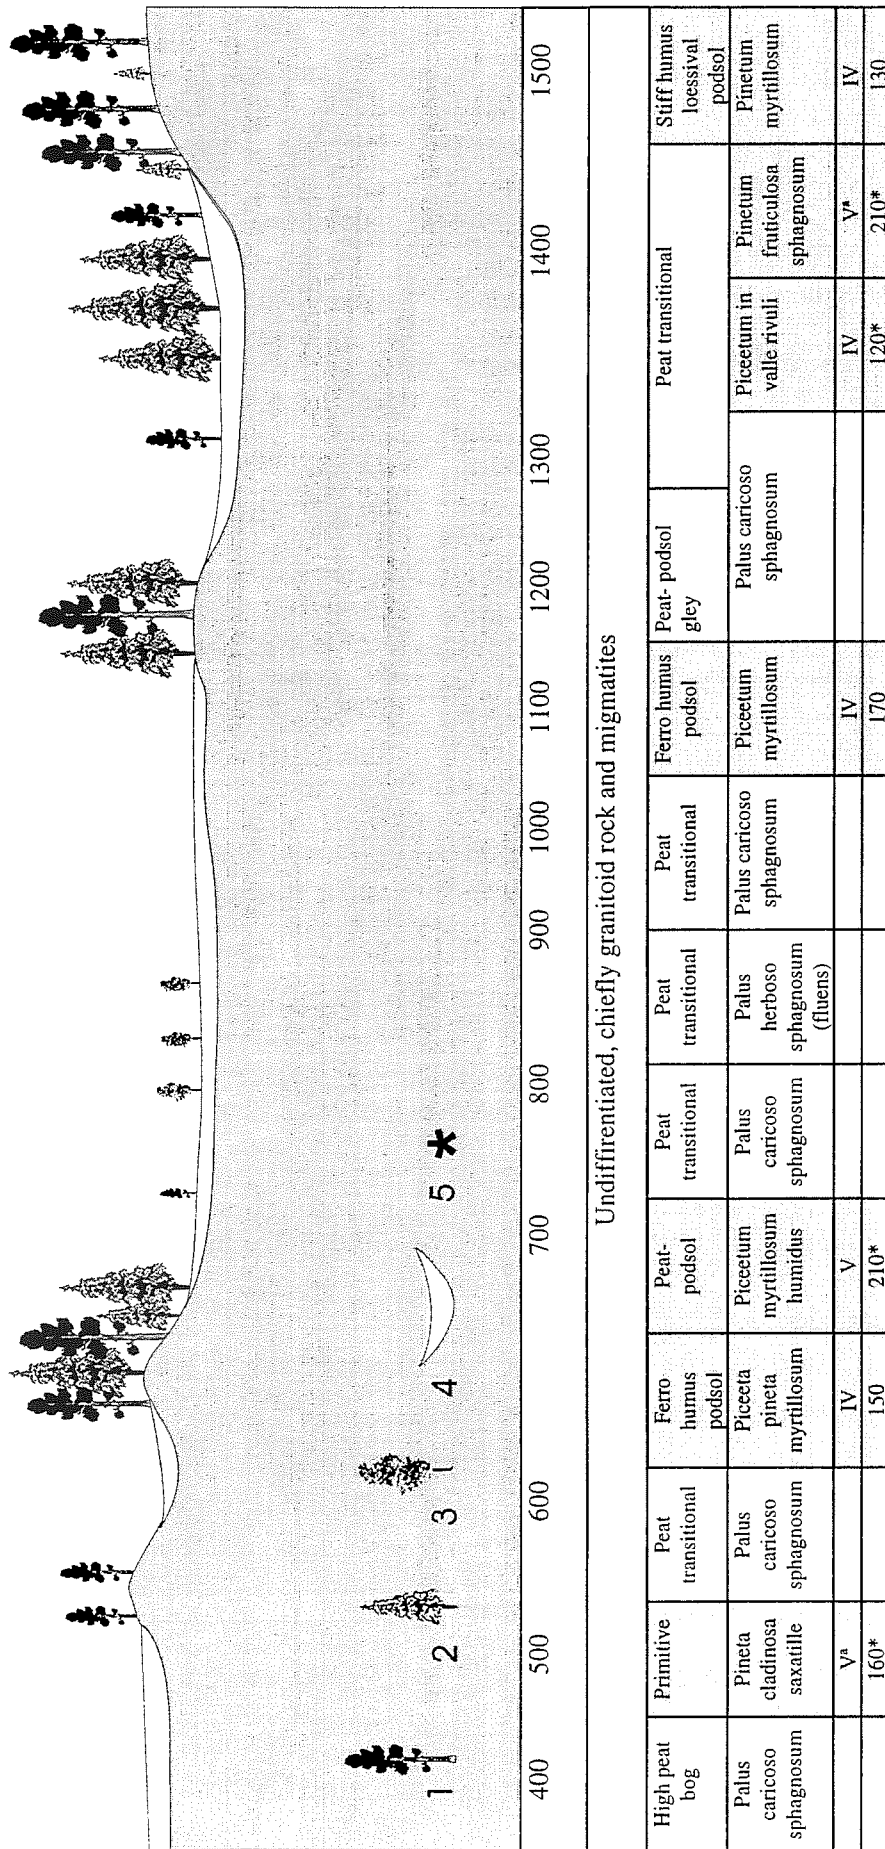 1
2
3
4
5 *
400 500 600 700 800 900 1000 1100 1200 1300 1400 1500
Undiffirentiated, chiefly granitoid rock and migmatites
High peat
bog
Primitive
Peat
transitional
Ferro
humus
podsol
Peat-
podsol
Peat
transitional
Peat
transitional
Peat
transitional
Ferro humus
podsol
Peat- podsol
gley
Peat transitional
Stiff humus
loessival
podsol
Palus
caricoso
sphagnosum
Pineta
cladinosa
saxatille
Palus
caricoso
sphagnosum
Piceeta
pineta
myrtillosum
Piceetum
myrtillosum
humidus
Palus
caricoso
sphagnosum
Palus
herboso
sphagnosum
(fluens)
Palus caricoso
sphagnosum
Piceetum
myrtillosum
Palus caricoso
sphagnosum
Piceetum in
valle rivuli
Pinetum
fruticulosa
sphagnosum
Pinetum
myrtillosum
Vª IV V IV IV Vª IV
160* 150 210* 170 120* 210* 130